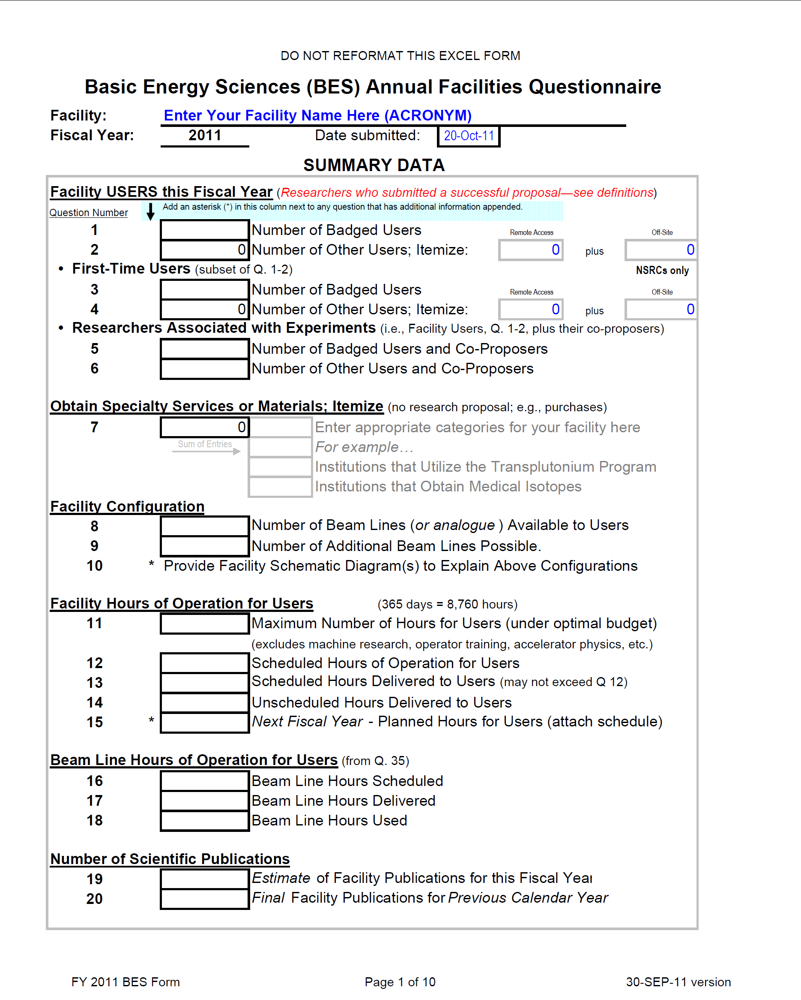 DO NOT REFORMAT THIS EXCEL FORM
Basic Energy Sciences (BES) Annual Facilities Questionnaire
Facility: Enter Your Facility Name Here (ACRONYM)
Fiscal Year: 2011 Date submitted: 20-Oct-11
SUMMARY DATA
Facility USERS this Fiscal Year (Researchers who submitted a successful proposal—see definitions)
Add an asterisk (*) in this column next to any question that has additional information appended.
Question Number
1 Number of Badged Users Remote Access Off-Site
2 0 Number of Other Users; Itemize: 0 plus 0
• First-Time Users (subset of Q. 1-2) NSRCs only
3 Number of Badged Users Remote Access Off-Site
4 0 Number of Other Users; Itemize: 0 plus 0
• Researchers Associated with Experiments (i.e., Facility Users, Q. 1-2, plus their co-proposers)
5 Number of Badged Users and Co-Proposers
6 Number of Other Users and Co-Proposers
Obtain Specialty Services or Materials; Itemize (no research proposal; e.g., purchases)
7 0 Enter appropriate categories for your facility here
Sum of Entries For example…
Institutions that Utilize the Transplutonium Program
Institutions that Obtain Medical Isotopes
Facility Configuration
8 Number of Beam Lines (or analogue ) Available to Users
9 Number of Additional Beam Lines Possible.
10 * Provide Facility Schematic Diagram(s) to Explain Above Configurations
Facility Hours of Operation for Users (365 days = 8,760 hours)
11 Maximum Number of Hours for Users (under optimal budget)
(excludes machine research, operator training, accelerator physics, etc.)
12 Scheduled Hours of Operation for Users
13 Scheduled Hours Delivered to Users (may not exceed Q 12)
14 Unscheduled Hours Delivered to Users
15 * Next Fiscal Year - Planned Hours for Users (attach schedule)
Beam Line Hours of Operation for Users (from Q. 35)
16 Beam Line Hours Scheduled
17 Beam Line Hours Delivered
18 Beam Line Hours Used
Number of Scientific Publications
19 Estimate of Facility Publications for this Fiscal Year
20 Final Facility Publications for Previous Calendar Year
FY 2011 BES Form Page 1 of 10 30-SEP-11 version